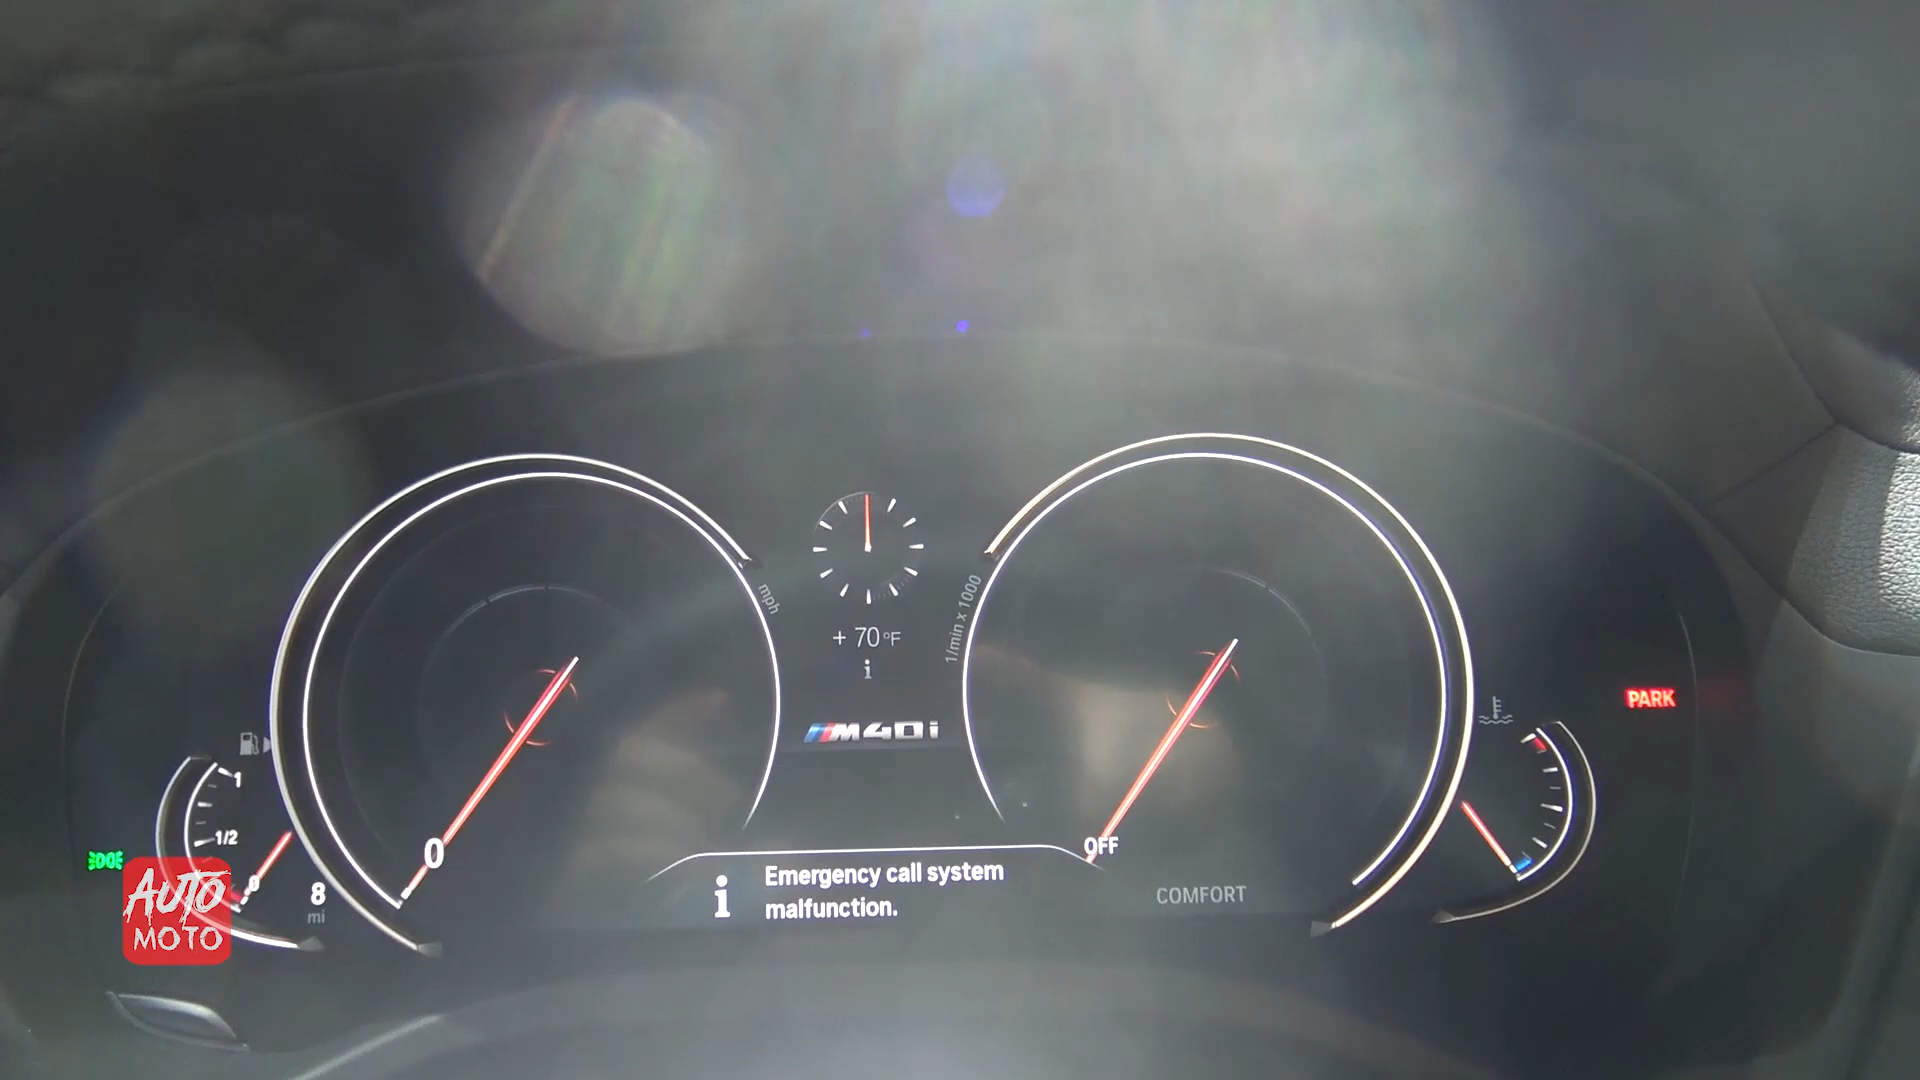 mph
1/min x 1000
+ 70 °F
i
M40i
PARK
1
1/2
0
0
OFF
8
mi
i
Emergency call system
malfunction.
COMFORT
AUTO
MOTO